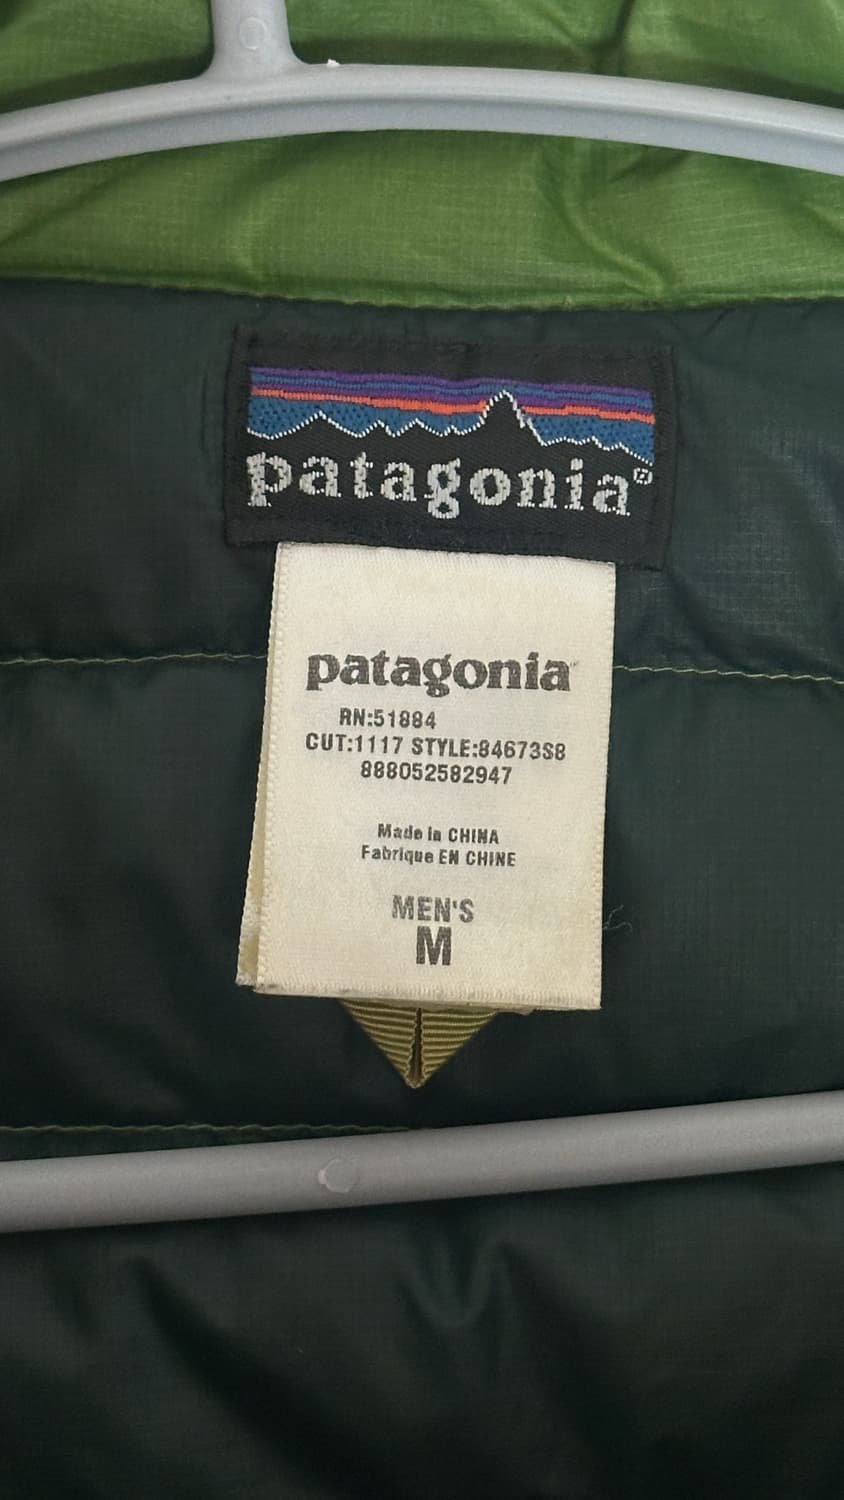 patagonia®
patagonia
RN:51884
CUT:1117 STYLE:84673S8
888052582947
Made in CHINA
Fabrique EN CHINE
MEN'S
M